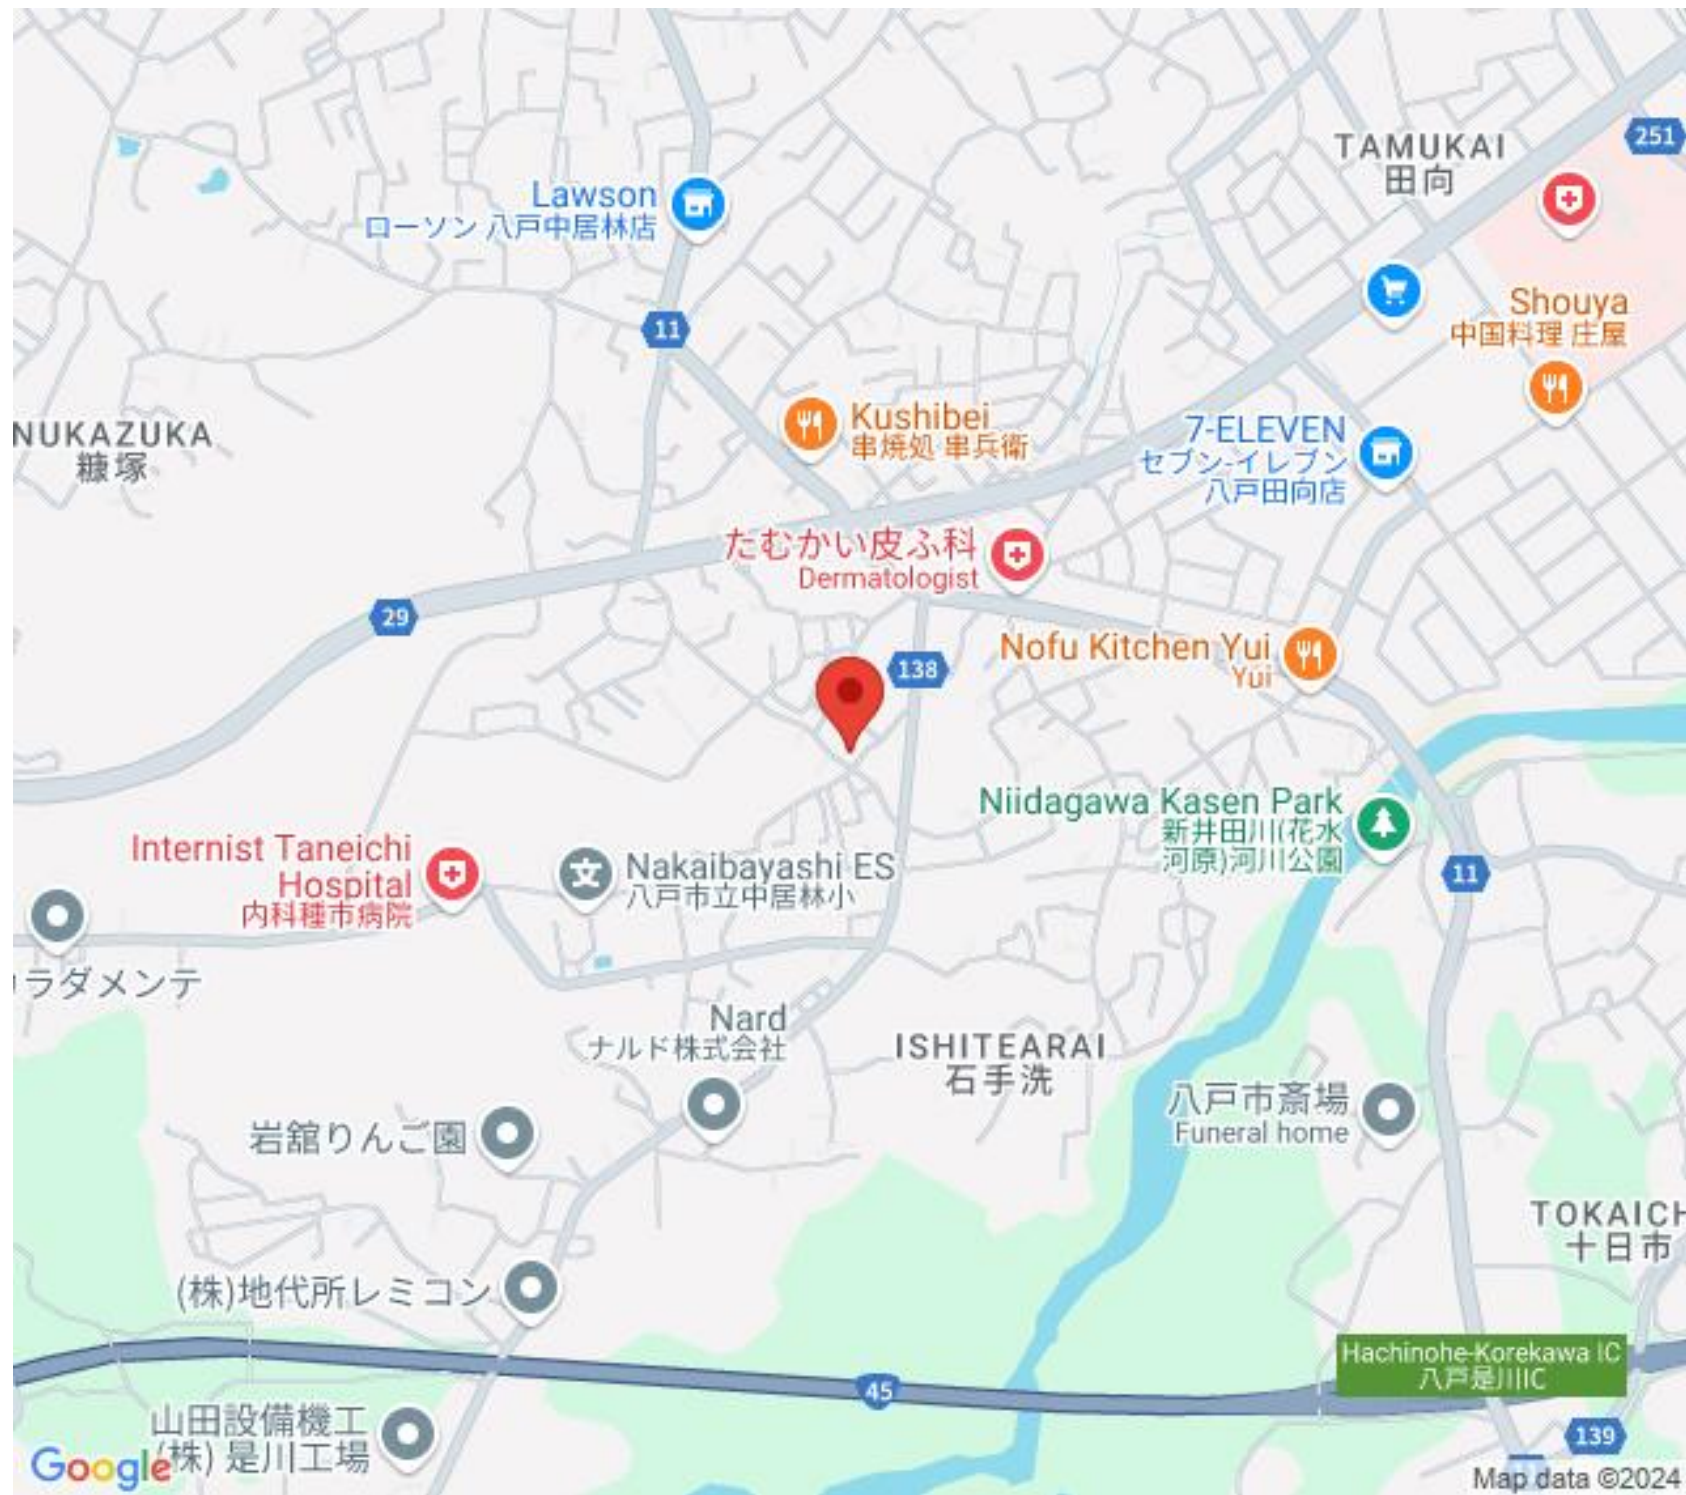 TAMUKAI
田向
251
Lawson
ローソン 八戸中居林店
11
Shouya
中国料理 庄屋
NUKAZUKA
糠塚
Kushibei
串焼処 串兵衛
7-ELEVEN
セブン-イレブン
八戸田向店
たむかい皮ふ科
Dermatologist
29
138
Nofu Kitchen Yui
Yui
Niidagawa Kasen Park
新井田川(花水
河原)河川公園
Internist Taneichi
Hospital
内科種市病院
Nakaibayashi ES
八戸市立中居林小
11
ラダメンテ
Nard
ナルド株式会社
ISHITEARAI
石手洗
八戸市斎場
Funeral home
岩舘りんご園
TOKAICH
十日市
(株)地代所レミコン
Hachinohe-Korekawa IC
八戸是川IC
45
139
山田設備機工
(株) 是川工場
Google
Map data ©2024